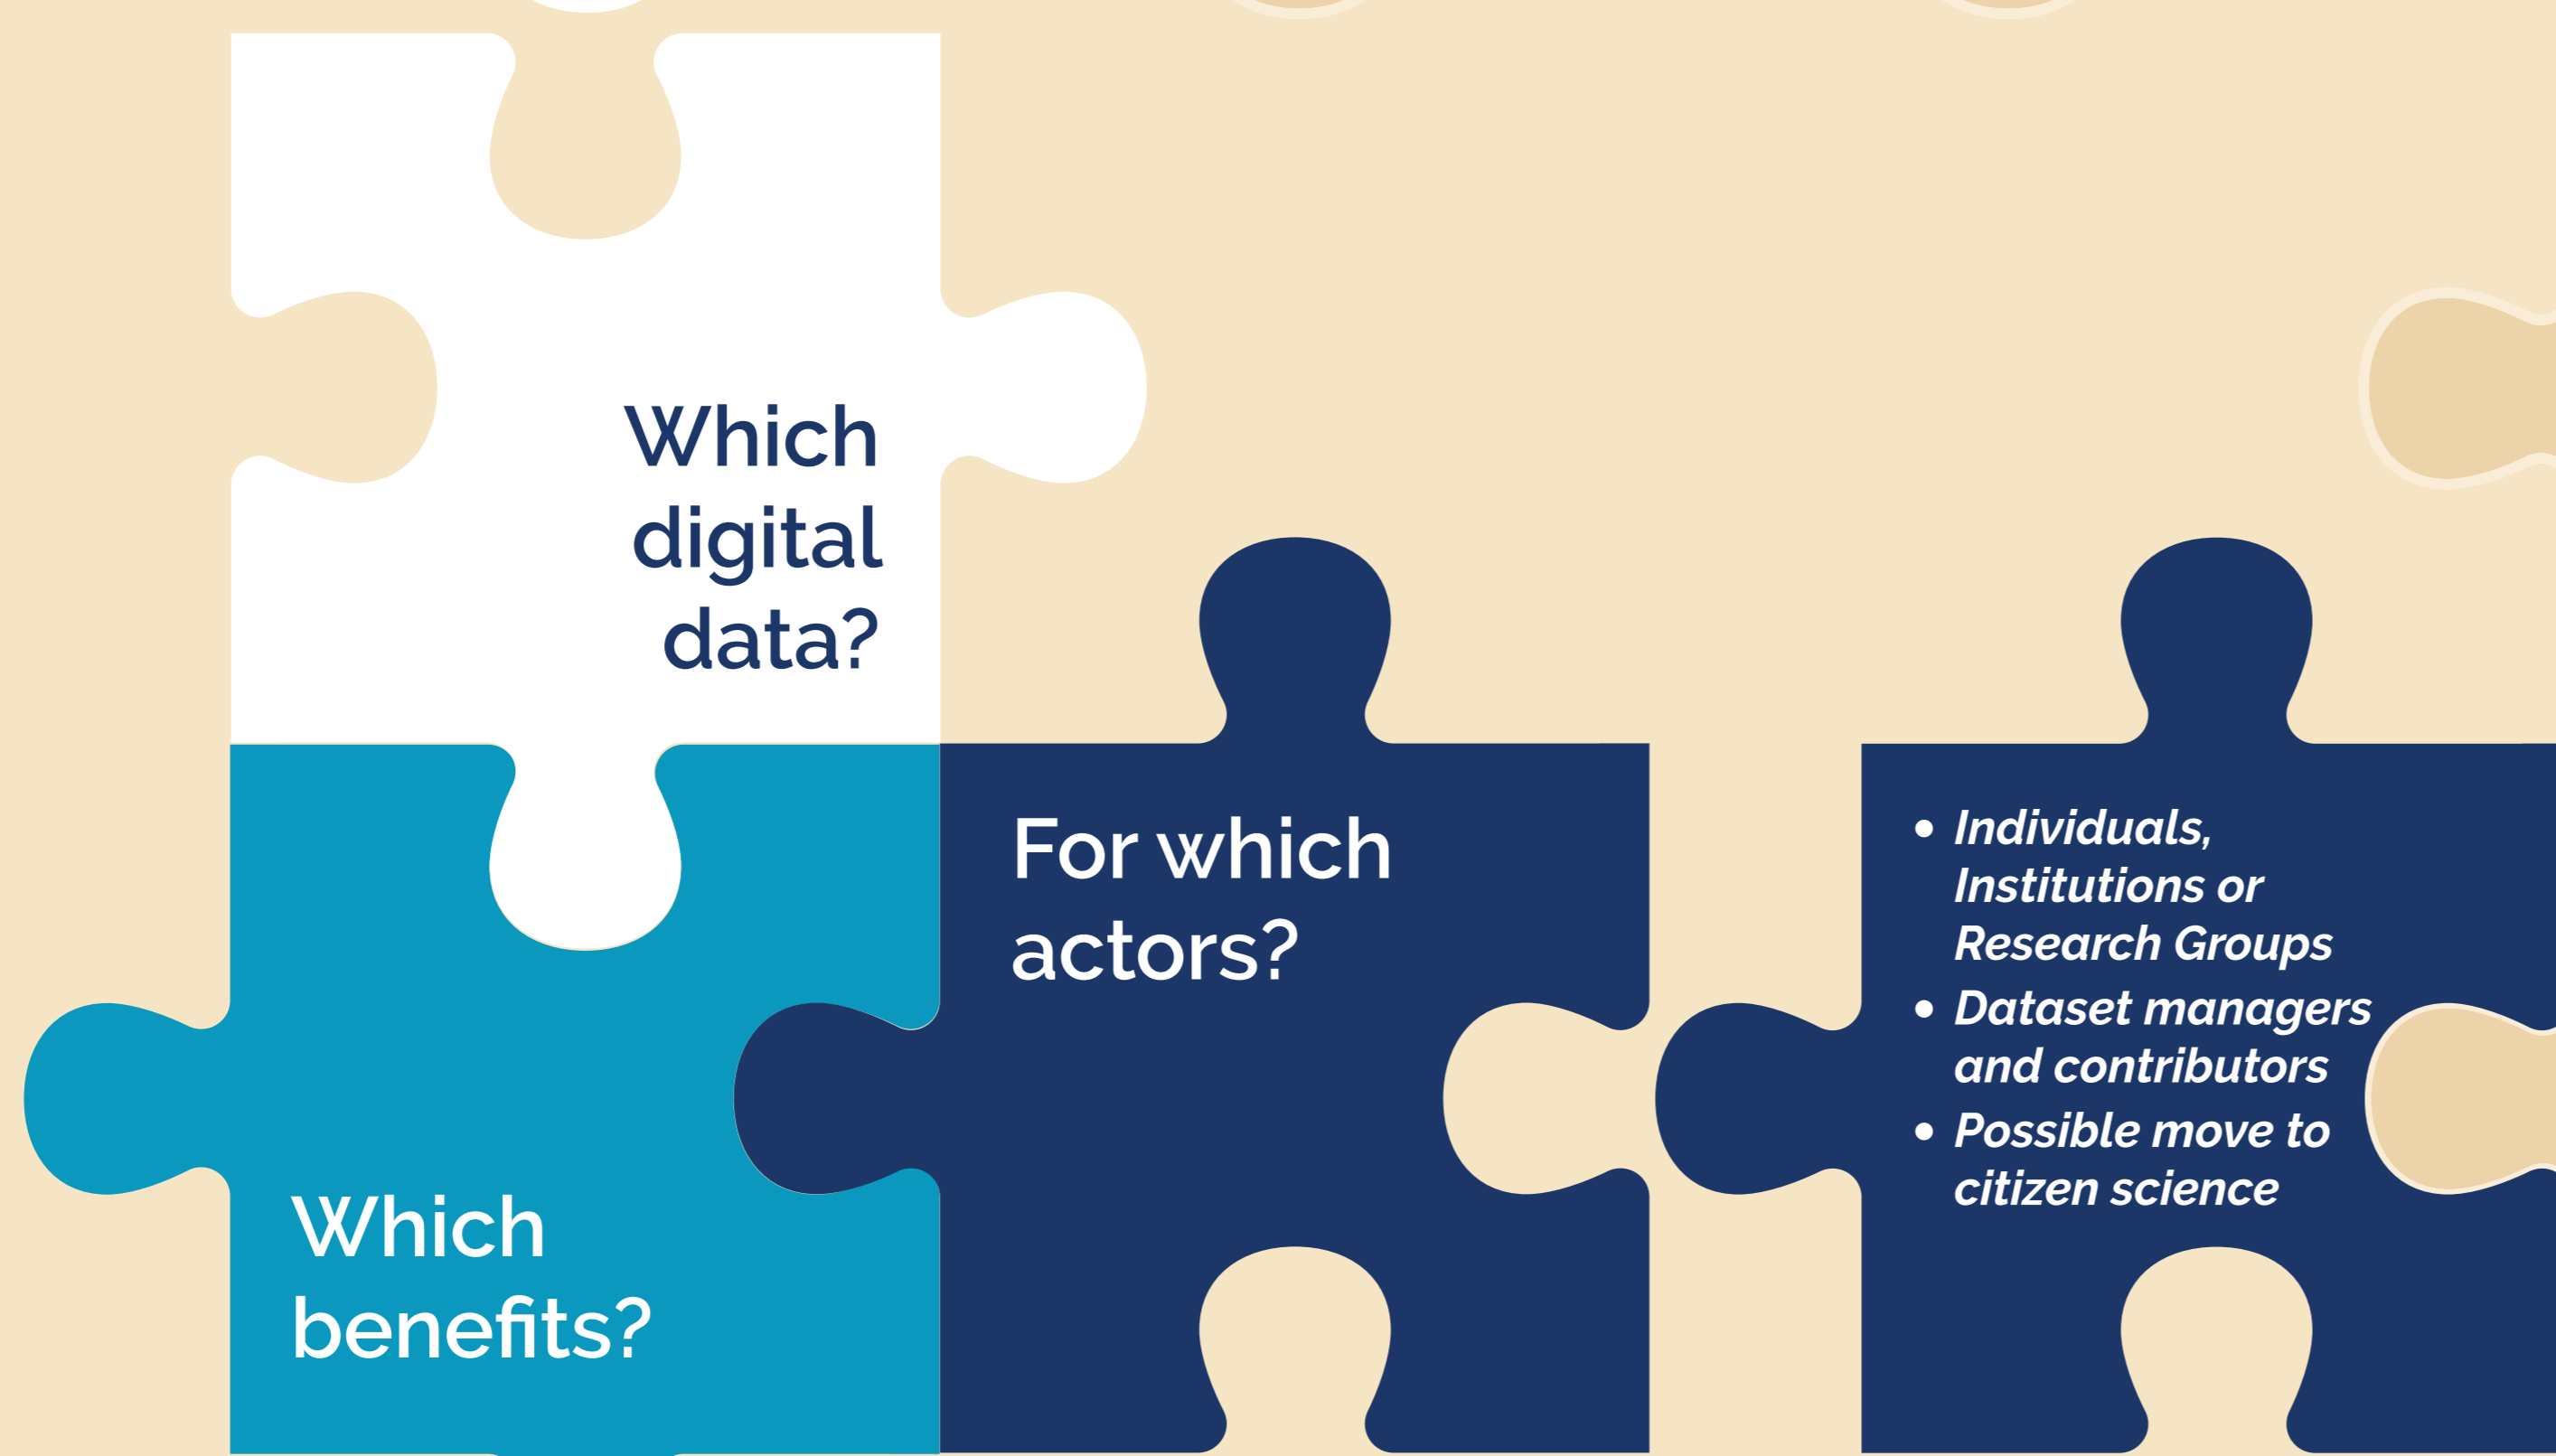 Which
digital
data?
Which
benefits?
For which
actors?
• Individuals,
Institutions or
Research Groups
• Dataset managers
and contributors
• Possible move to
citizen science